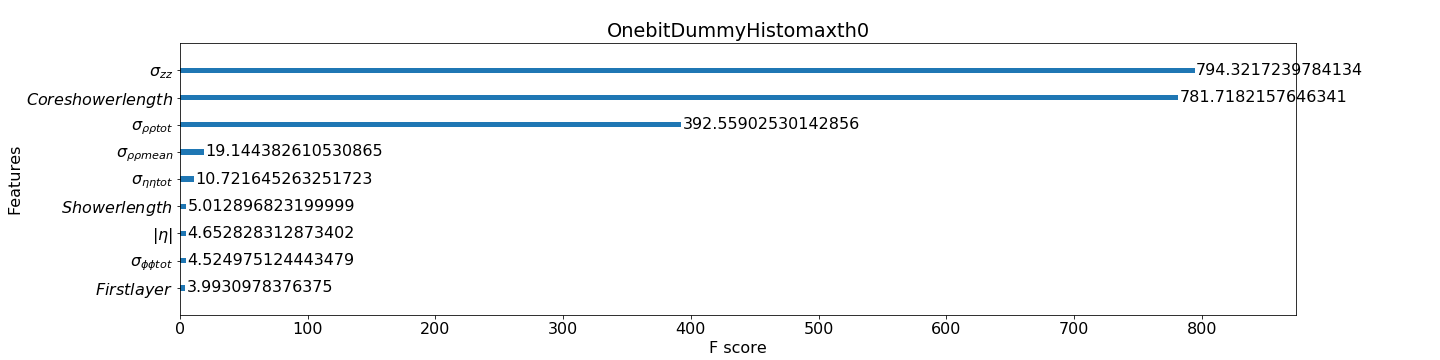 OnebitDummyHistomaxth0
σzz 794.3217239784134
Coreshowerlength 781.7182157646341
σρρtot 392.55902530142856
σρρmean 19.144382610530865
σηηtot 10.721645263251723
Showerlength 5.012896823199999
|η| 4.652828312873402
σϕϕtot 4.524975124443479
Firstlayer 3.9930978376375
Features
0 100 200 300 400 500 600 700 800
F score